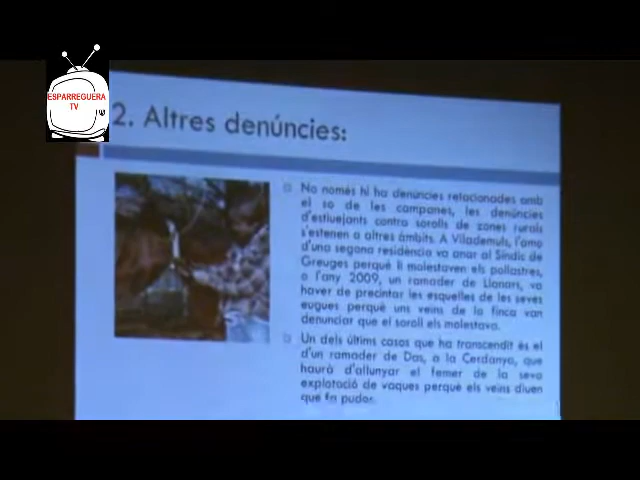 ESPARREGUERA
TV
2. Altres denúncies:
No només hi ha denúncies relacionades amb
el so de les campanes, les denúncies
d'estiuejants contra sorolls de zones rurals
s'estenen a altres àmbits. A Vilademuls, l'amo
d'una segona residència va anar al Síndic de
Greuges perquè li molestaven els pollastres,
o l'any 2009, un ramader de Llanars, va
haver de precintar les esquelles de les seves
eugues perquè uns veïns de la finca van
denunciar que el soroll els molestava.
Un dels últims casos que ha transcendit és el
d'un ramader de Das, a la Cerdanya, que
haurà d'allunyar el femer de la seva
explotació de vaques perquè els veïns diuen
que fa pudor.